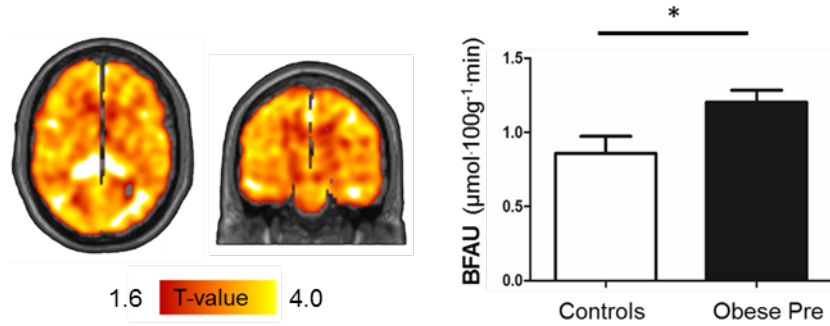 *
1.5
1.0
0.5
0.0
BFAU (µmol·100g⁻¹·min)
Controls Obese Pre
1.6 T-value 4.0